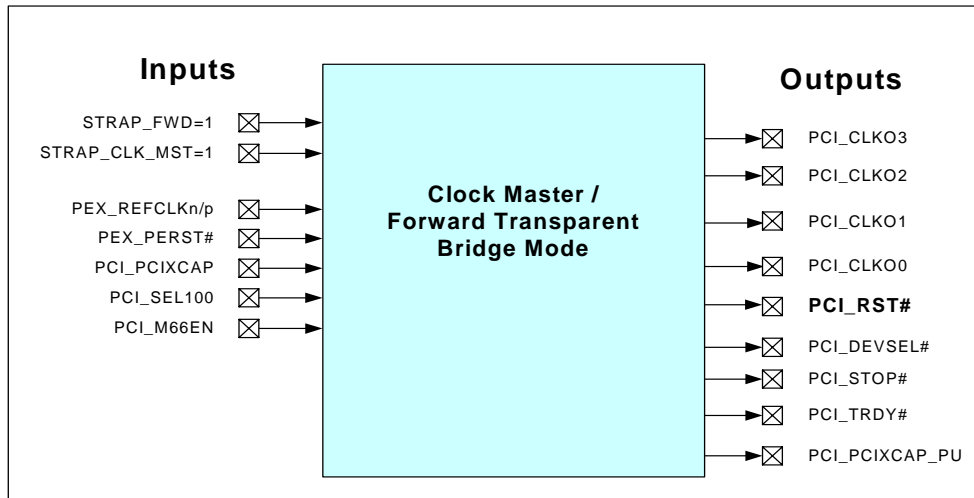 Inputs
STRAP_FWD=1
STRAP_CLK_MST=1
PEX_REFCLKn/p
PEX_PERST#
PCI_PCIXCAP
PCI_SEL100
PCI_M66EN
Clock Master /
Forward Transparent
Bridge Mode
Outputs
PCI_CLKO3
PCI_CLKO2
PCI_CLKO1
PCI_CLKO0
PCI_RST#
PCI_DEVSEL#
PCI_STOP#
PCI_TRDY#
PCI_PCIXCAP_PU